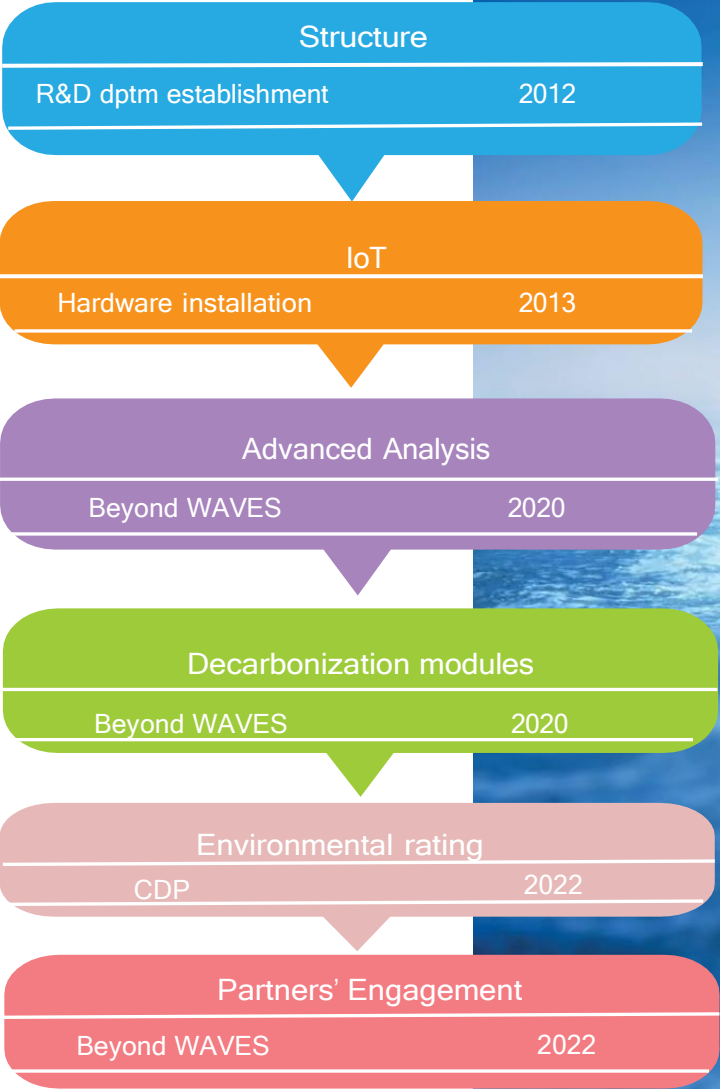 Structure
R&D dptm establishment 2012
IoT
Hardware installation 2013
Advanced Analysis
Beyond WAVES 2020
Decarbonization modules
Beyond WAVES 2020
Environmental rating
CDP 2022
Partners’ Engagement
Beyond WAVES 2022